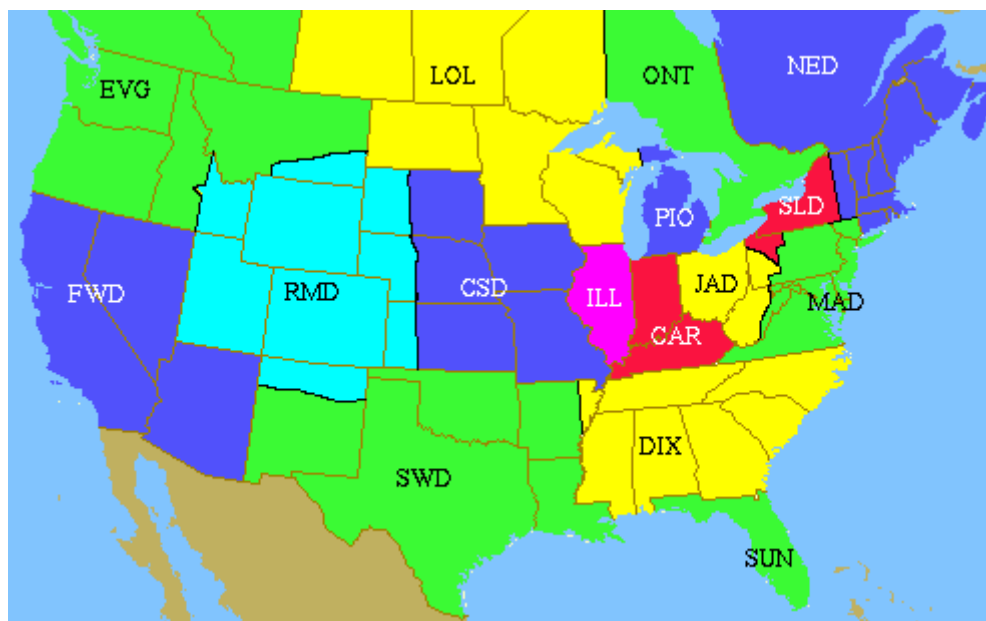 NED
LOL
ONT
EVG
SLD
PIO
FWD
RMD
CSD
ILL
JAD
MAD
CAR
DIX
SWD
SUN